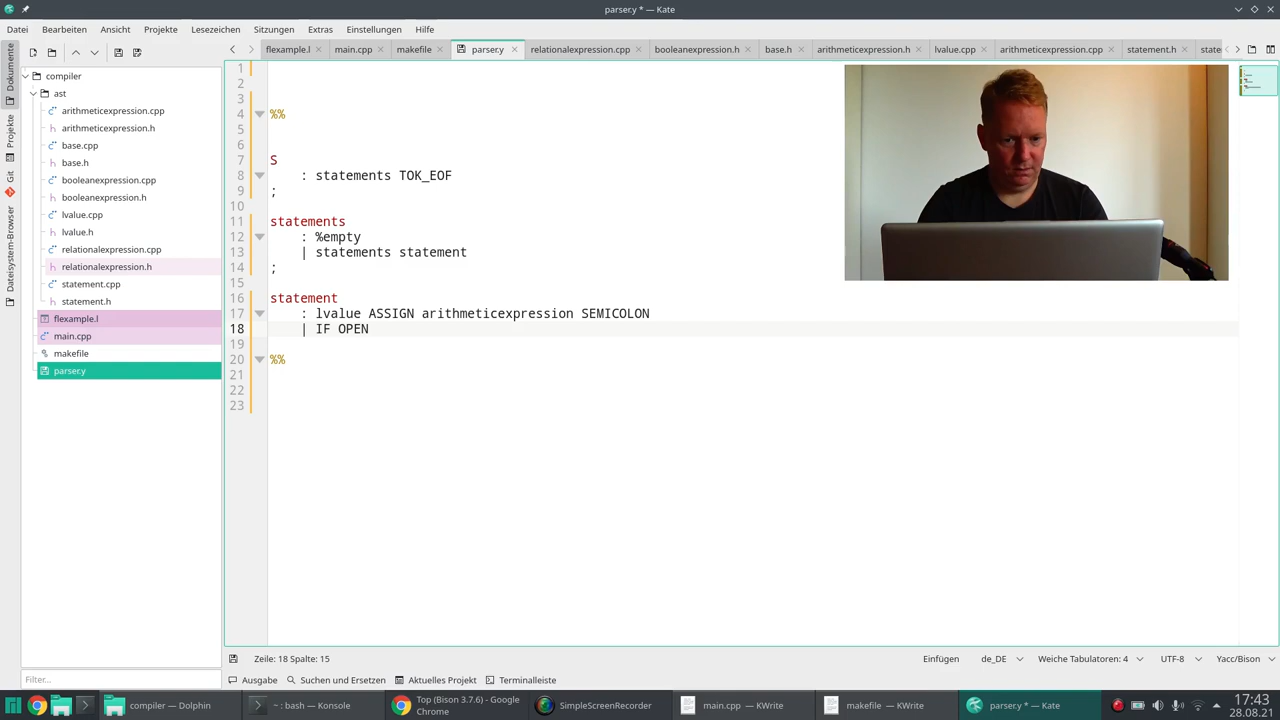 parser.y * — Kate
Datei Bearbeiten Ansicht Projekte Lesezeichen Sitzungen Extras Einstellungen Hilfe
flexample.l main.cpp makefile parser.y relationalexpression.cpp booleanexpression.h base.h arithmeticexpression.h lvalue.cpp arithmeticexpression.cpp statement.h state
Dokumente
Projekte
Git
Dateisystem-Browser
compiler
ast
arithmeticexpression.cpp
arithmeticexpression.h
base.cpp
base.h
booleanexpression.cpp
booleanexpression.h
lvalue.cpp
lvalue.h
relationalexpression.cpp
relationalexpression.h
statement.cpp
statement.h
flexample.l
main.cpp
makefile
parser.y
Filter...
1
2
3
4 %%
5
6
7 S
8 : statements TOK_EOF
9 ;
10
11 statements
12 : %empty
13 | statements statement
14 ;
15
16 statement
17 : lvalue ASSIGN arithmeticexpression SEMICOLON
18 | IF OPEN
19
20 %%
21
22
23
Zeile: 18 Spalte: 15 Einfügen de_DE Weiche Tabulatoren: 4 UTF-8 Yacc/Bison
Ausgabe Suchen und Ersetzen Aktuelles Projekt Terminalleiste
compiler — Dolphin ~ : bash — Konsole Top (Bison 3.7.6) - Google Chrome SimpleScreenRecorder main.cpp — KWrite makefile — KWrite parser.y * — Kate 17:43
28.08.21